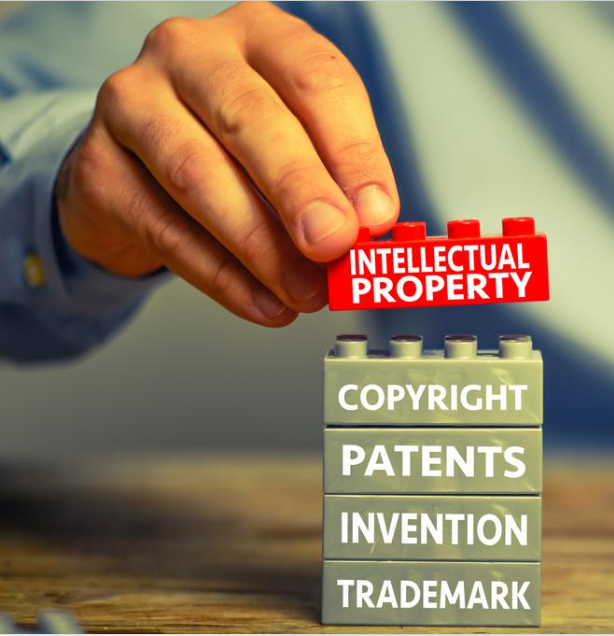 INTELLECTUAL
PROPERTY
COPYRIGHT
PATENTS
INVENTION
TRADEMARK